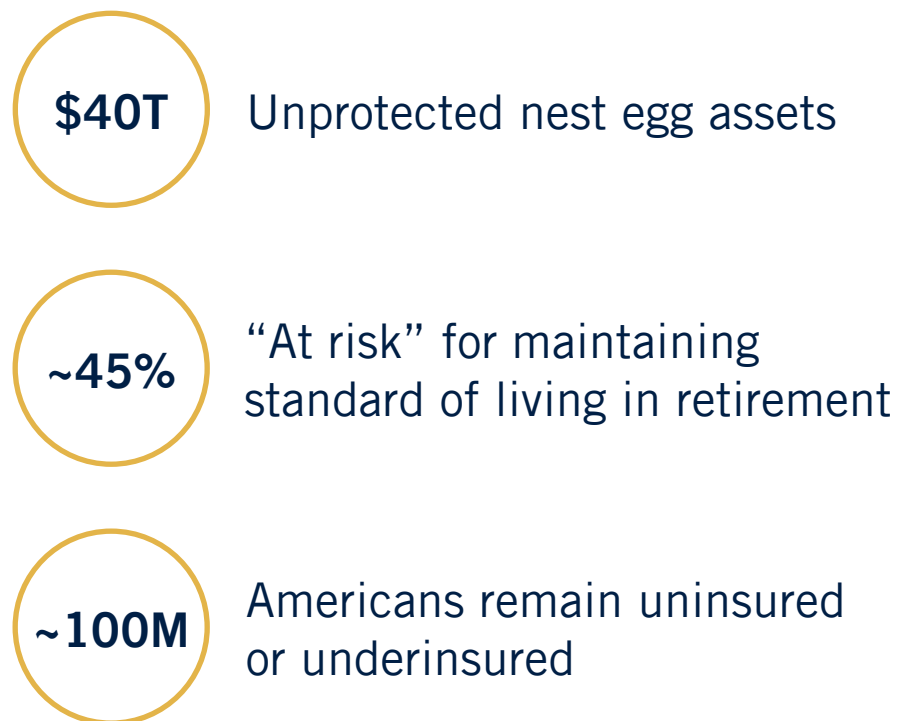 $40T
Unprotected nest egg assets
~45%
“At risk” for maintaining
standard of living in retirement
~100M
Americans remain uninsured
or underinsured